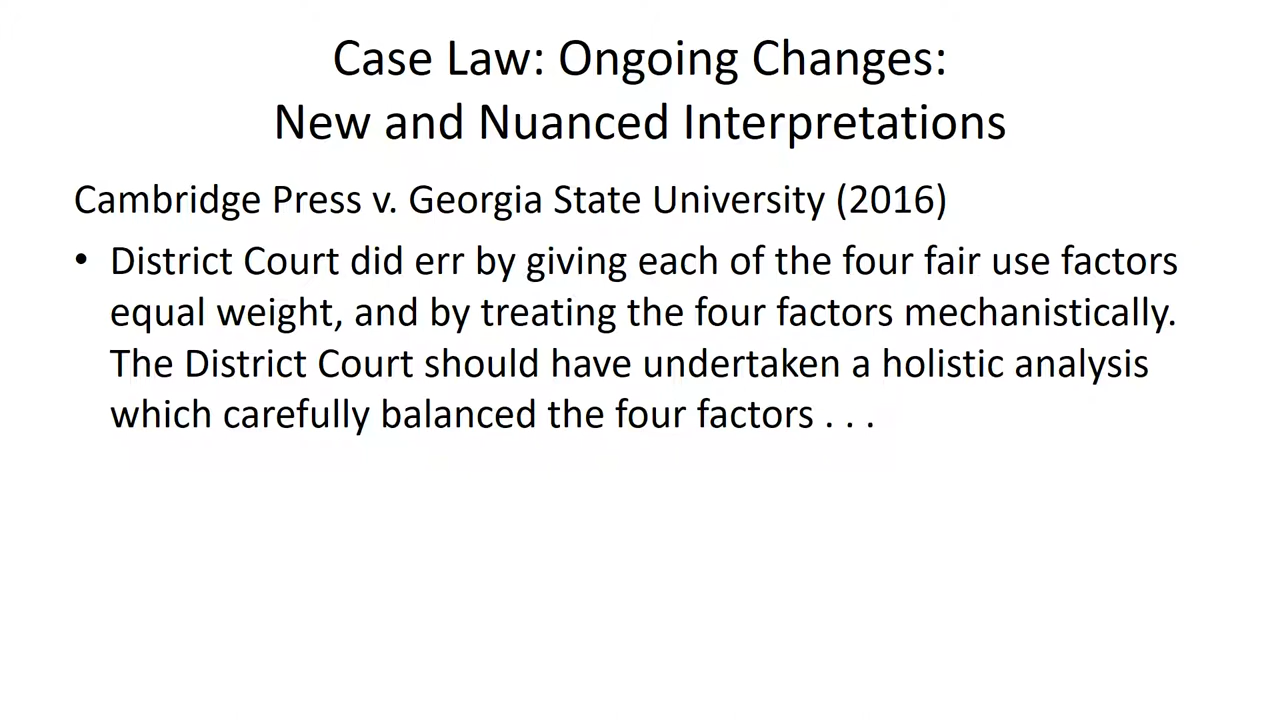 Case Law: Ongoing Changes:
New and Nuanced Interpretations
Cambridge Press v. Georgia State University (2016)
• District Court did err by giving each of the four fair use factors
equal weight, and by treating the four factors mechanistically.
The District Court should have undertaken a holistic analysis
which carefully balanced the four factors . . .